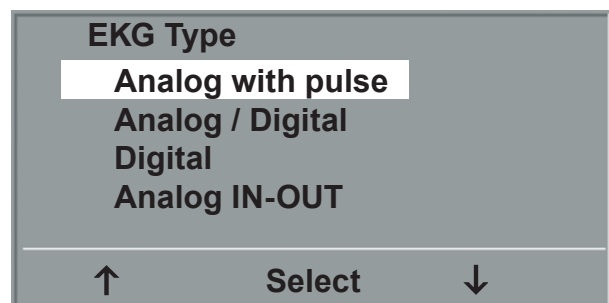 EKG Type
Analog with pulse
Analog / Digital
Digital
Analog IN-OUT
↑ Select ↓